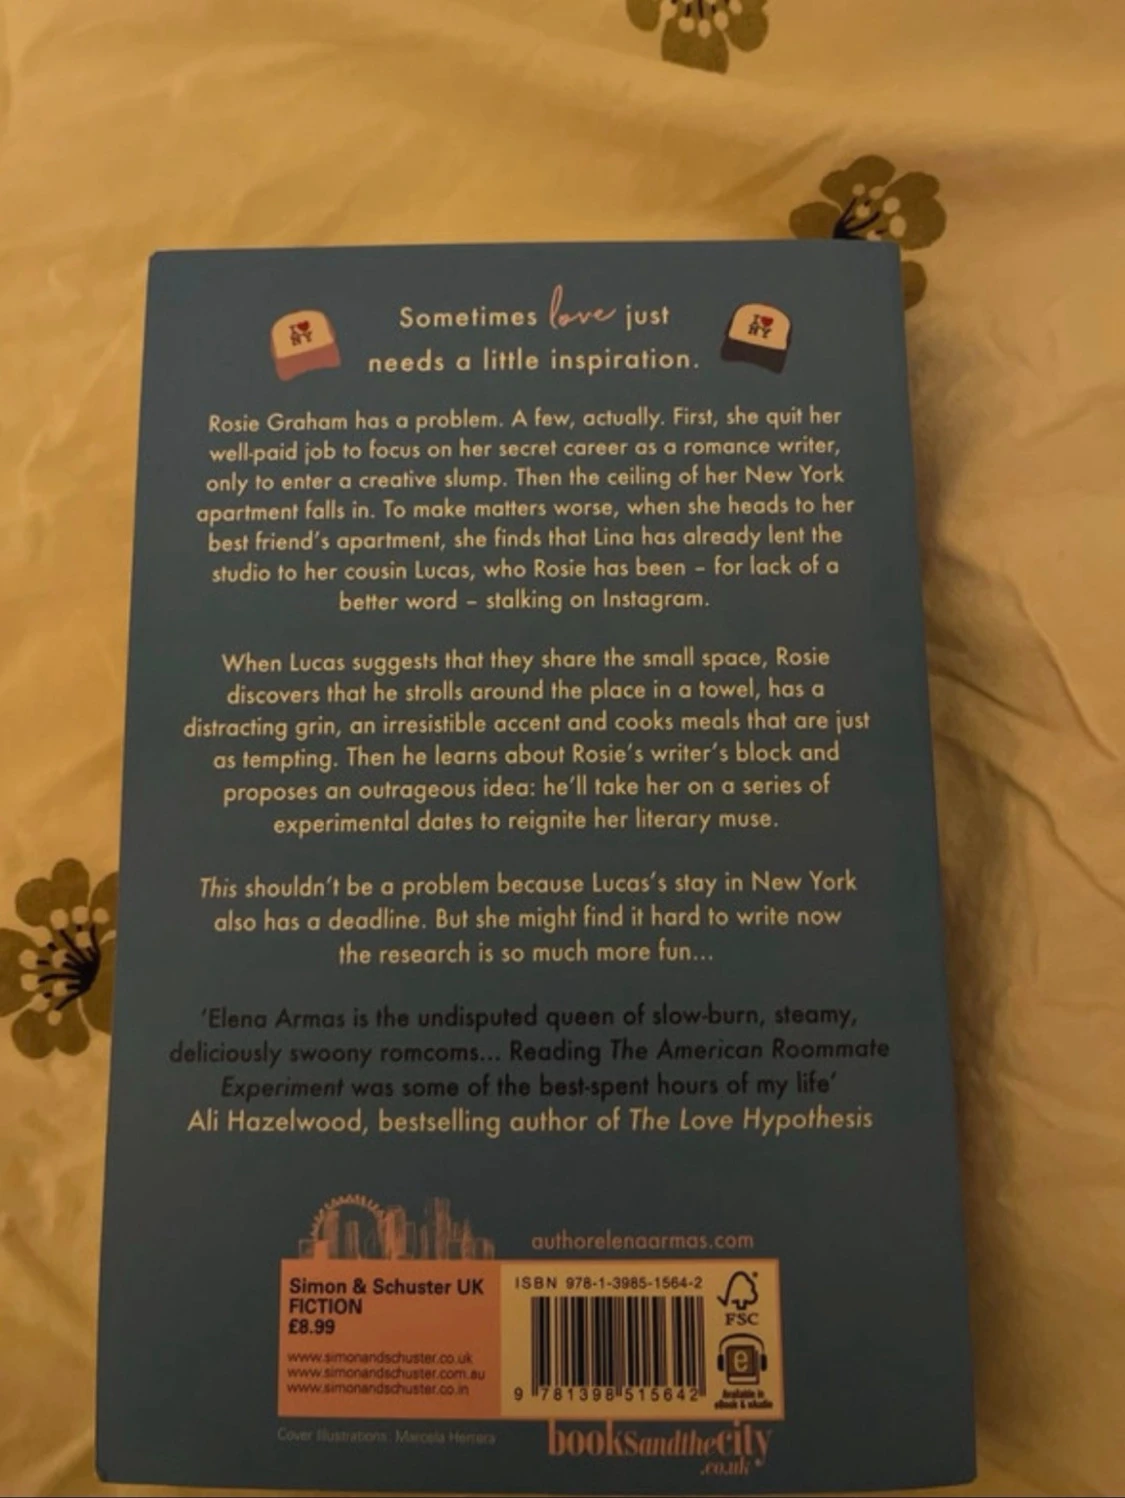 I ♥ NY
Sometimes love just
needs a little inspiration.
I ♥ NY
Rosie Graham has a problem. A few, actually. First, she quit her
well-paid job to focus on her secret career as a romance writer,
only to enter a creative slump. Then the ceiling of her New York
apartment falls in. To make matters worse, when she heads to her
best friend's apartment, she finds that Lina has already lent the
studio to her cousin Lucas, who Rosie has been – for lack of a
better word – stalking on Instagram.
When Lucas suggests that they share the small space, Rosie
discovers that he strolls around the place in a towel, has a
distracting grin, an irresistible accent and cooks meals that are just
as tempting. Then he learns about Rosie's writer's block and
proposes an outrageous idea: he'll take her on a series of
experimental dates to reignite her literary muse.
This shouldn't be a problem because Lucas's stay in New York
also has a deadline. But she might find it hard to write now
the research is so much more fun...
'Elena Armas is the undisputed queen of slow-burn, steamy,
deliciously swoony romcoms... Reading The American Roommate
Experiment was some of the best-spent hours of my life'
Ali Hazelwood, bestselling author of The Love Hypothesis
authorelenaarmas.com
Simon & Schuster UK
FICTION
£8.99
www.simonandschuster.co.uk
www.simonandschuster.com.au
www.simonandschuster.co.in
ISBN 978-1-3985-1564-2
9 781398 515642
FSC
e
Available in
eBook & eAudio
Cover Illustrations: Marcela Herrera
booksandthecity
.co.uk